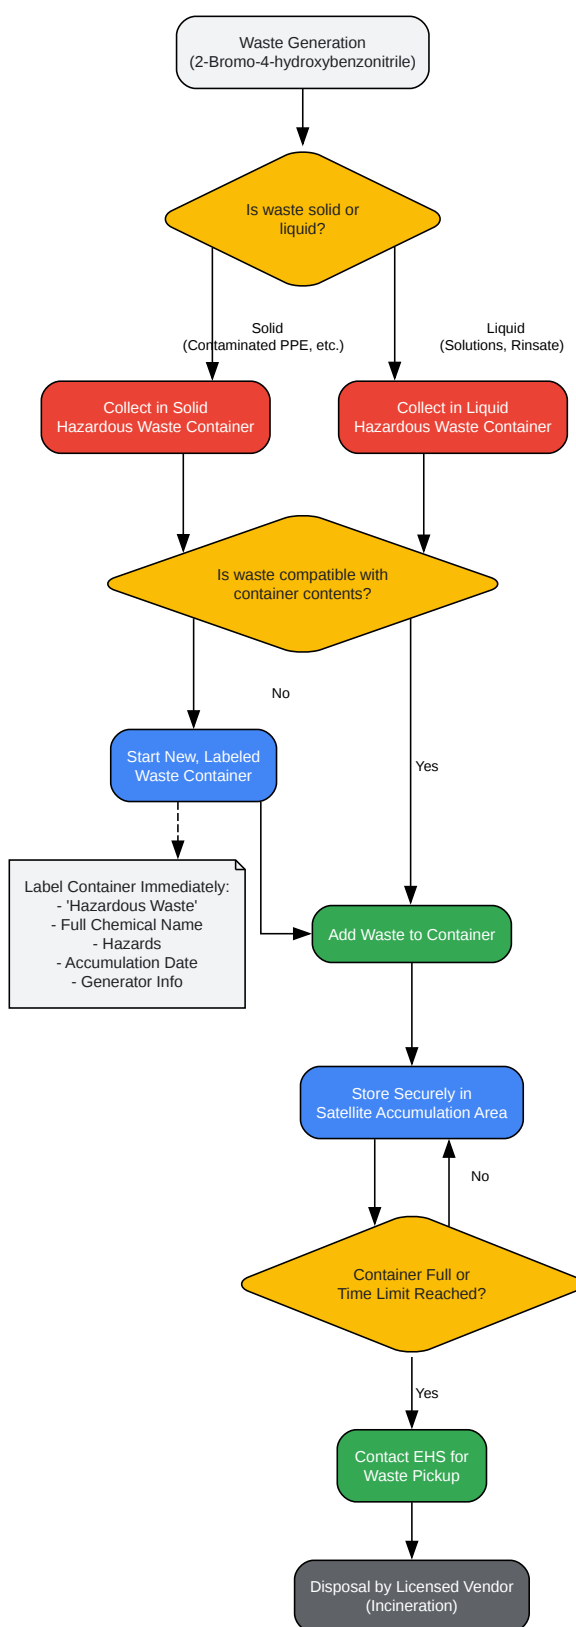 Waste Generation
(2-Bromo-4-hydroxybenzonitrile)
Is waste solid or
liquid?
Solid
(Contaminated PPE, etc.)
Liquid
(Solutions, Rinsate)
Collect in Solid
Hazardous Waste Container
Collect in Liquid
Hazardous Waste Container
Is waste compatible with
container contents?
No
Start New, Labeled
Waste Container
Yes
Label Container Immediately:
- 'Hazardous Waste'
- Full Chemical Name
- Hazards
- Accumulation Date
- Generator Info
Add Waste to Container
Store Securely in
Satellite Accumulation Area
No
Container Full or
Time Limit Reached?
Yes
Contact EHS for
Waste Pickup
Disposal by Licensed Vendor
(Incineration)